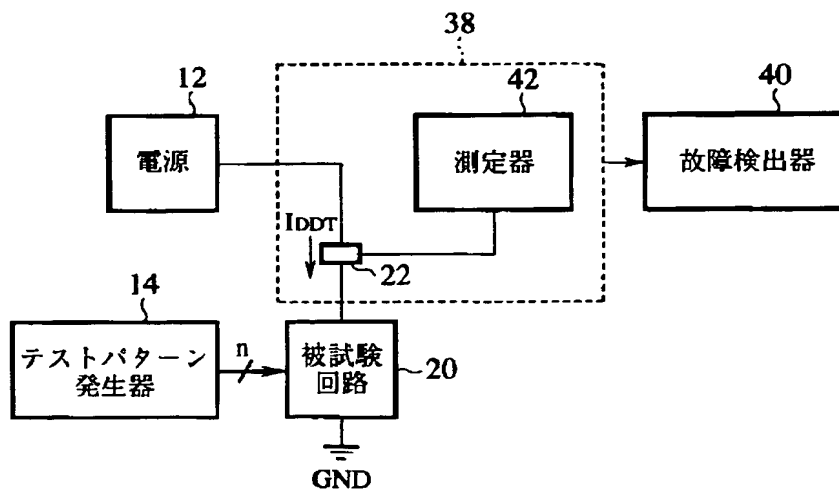 38
12
42
40
電源
測定器
故障検出器
IDDT
22
14
テストパターン
発生器
n
被試験
回路
20
GND